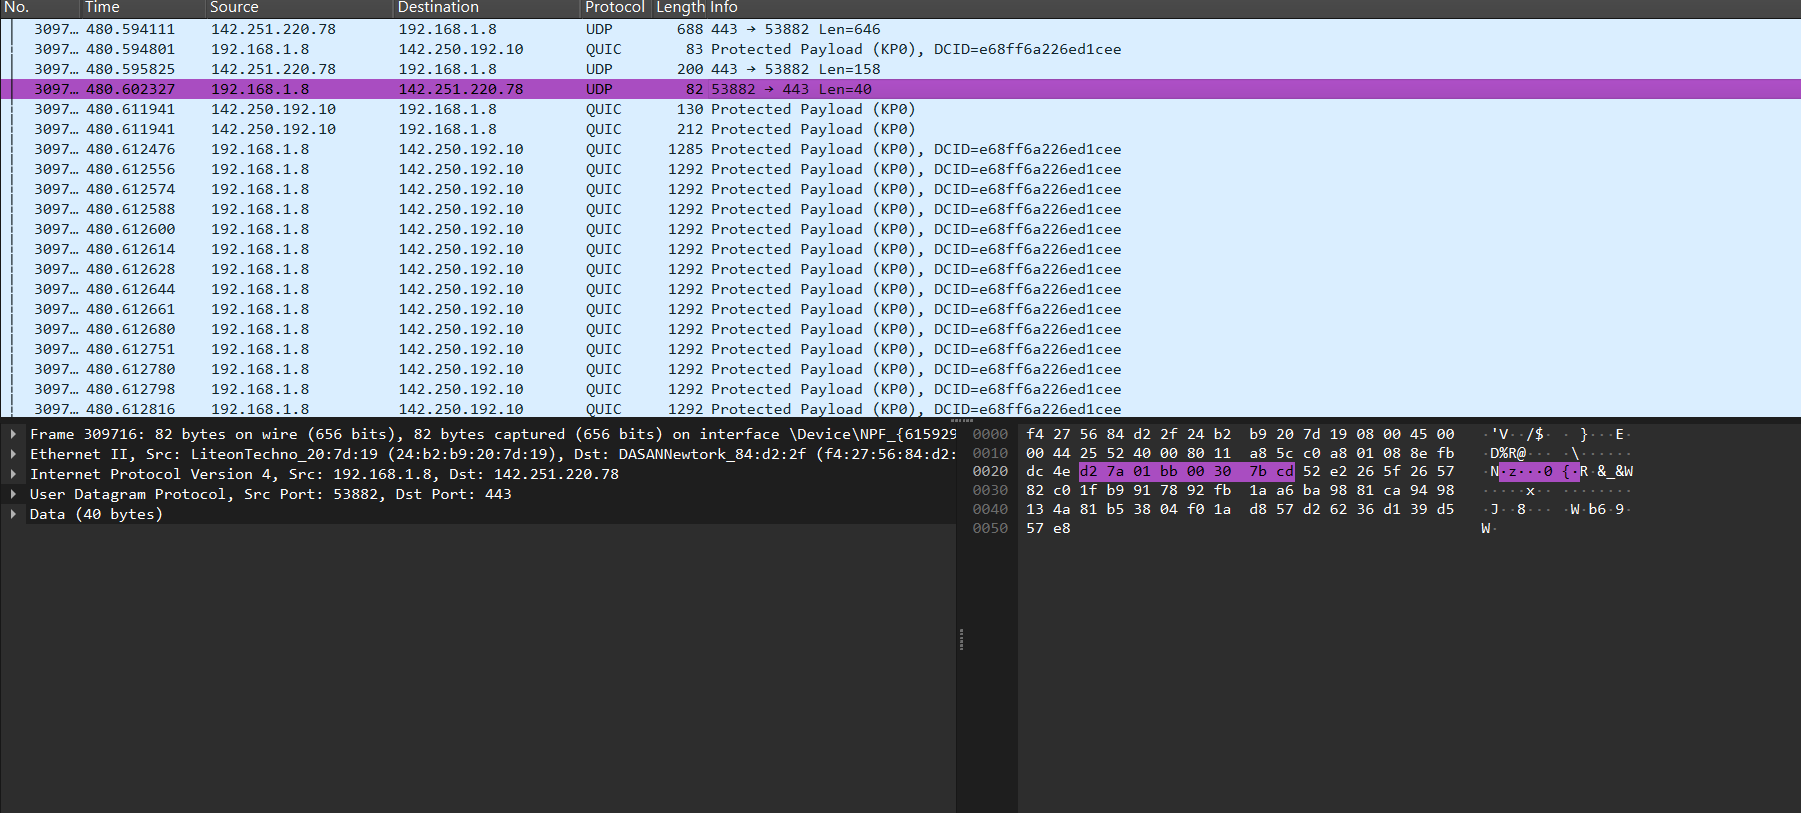 No. Time Source Destination Protocol Length Info
3097… 480.594111 142.251.220.78 192.168.1.8 UDP 688 443 → 53882 Len=646
3097… 480.594801 192.168.1.8 142.250.192.10 QUIC 83 Protected Payload (KP0), DCID=e68ff6a226ed1cee
3097… 480.595825 142.251.220.78 192.168.1.8 UDP 200 443 → 53882 Len=158
3097… 480.602327 192.168.1.8 142.251.220.78 UDP 82 53882 → 443 Len=40
3097… 480.611941 142.250.192.10 192.168.1.8 QUIC 130 Protected Payload (KP0)
3097… 480.611941 142.250.192.10 192.168.1.8 QUIC 212 Protected Payload (KP0)
3097… 480.612476 192.168.1.8 142.250.192.10 QUIC 1285 Protected Payload (KP0), DCID=e68ff6a226ed1cee
3097… 480.612556 192.168.1.8 142.250.192.10 QUIC 1292 Protected Payload (KP0), DCID=e68ff6a226ed1cee
3097… 480.612574 192.168.1.8 142.250.192.10 QUIC 1292 Protected Payload (KP0), DCID=e68ff6a226ed1cee
3097… 480.612588 192.168.1.8 142.250.192.10 QUIC 1292 Protected Payload (KP0), DCID=e68ff6a226ed1cee
3097… 480.612600 192.168.1.8 142.250.192.10 QUIC 1292 Protected Payload (KP0), DCID=e68ff6a226ed1cee
3097… 480.612614 192.168.1.8 142.250.192.10 QUIC 1292 Protected Payload (KP0), DCID=e68ff6a226ed1cee
3097… 480.612628 192.168.1.8 142.250.192.10 QUIC 1292 Protected Payload (KP0), DCID=e68ff6a226ed1cee
3097… 480.612644 192.168.1.8 142.250.192.10 QUIC 1292 Protected Payload (KP0), DCID=e68ff6a226ed1cee
3097… 480.612661 192.168.1.8 142.250.192.10 QUIC 1292 Protected Payload (KP0), DCID=e68ff6a226ed1cee
3097… 480.612680 192.168.1.8 142.250.192.10 QUIC 1292 Protected Payload (KP0), DCID=e68ff6a226ed1cee
3097… 480.612751 192.168.1.8 142.250.192.10 QUIC 1292 Protected Payload (KP0), DCID=e68ff6a226ed1cee
3097… 480.612780 192.168.1.8 142.250.192.10 QUIC 1292 Protected Payload (KP0), DCID=e68ff6a226ed1cee
3097… 480.612798 192.168.1.8 142.250.192.10 QUIC 1292 Protected Payload (KP0), DCID=e68ff6a226ed1cee
3097… 480.612816 192.168.1.8 142.250.192.10 QUIC 1292 Protected Payload (KP0), DCID=e68ff6a226ed1cee
Frame 309716: 82 bytes on wire (656 bits), 82 bytes captured (656 bits) on interface \Device\NPF_{615929
Ethernet II, Src: LiteonTechno_20:7d:19 (24:b2:b9:20:7d:19), Dst: DASANNewtork_84:d2:2f (f4:27:56:84:d2:
Internet Protocol Version 4, Src: 192.168.1.8, Dst: 142.251.220.78
User Datagram Protocol, Src Port: 53882, Dst Port: 443
Data (40 bytes)
0000 f4 27 56 84 d2 2f 24 b2 b9 20 7d 19 08 00 45 00 ·'V··/$· · }···E·
0010 00 44 25 52 40 00 80 11 a8 5c c0 a8 01 08 8e fb ·D%R@··· ·\······
0020 dc 4e d2 7a 01 bb 00 30 7b cd 52 e2 26 5f 26 57 ·N·z···0 {·R·&_&W
0030 82 c0 1f b9 91 78 92 fb 1a a6 ba 98 81 ca 94 98 ·····x·· ········
0040 13 4a 81 b5 38 04 f0 1a d8 57 d2 62 36 d1 39 d5 ·J··8··· ·W·b6·9·
0050 57 e8 W·